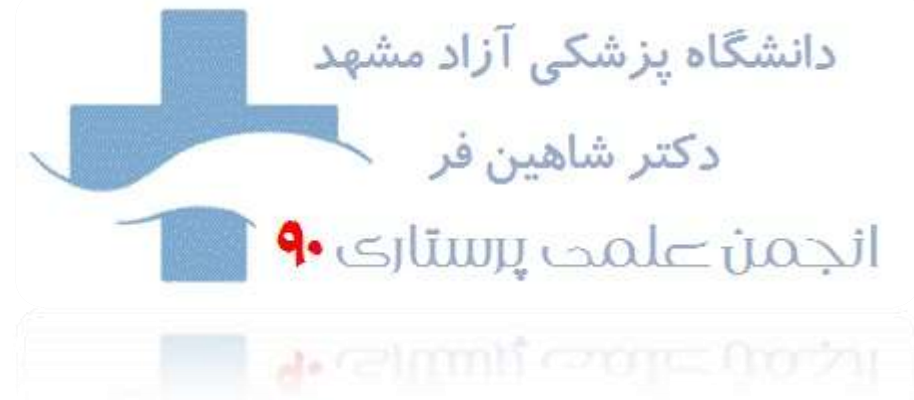 دانشگاه پزشکی آزاد مشهد
دکتر شاهین فر
انجمن علمی پرستاری ۹۰